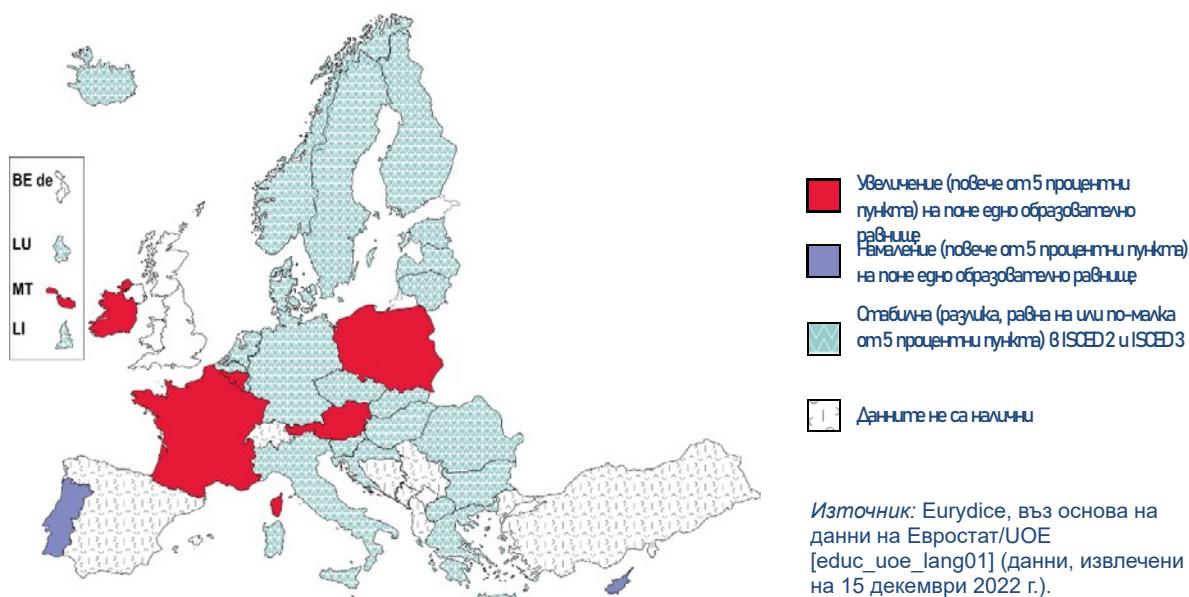 BE de
LU
MT
LI
Увеличение (повече от 5 процентни
пункта) на поне едно образователно
равнище
Намаление (повече от 5 процентни пункта)
на поне едно образователно равнище
Стабилна (разлика, равна на или по-малка
от 5 процентни пункта) в ISCED 2 и ISCED 3
Данните не са налични
Източник: Eurydice, въз основа на
данни на Евростат/UOE
[educ_uoe_lang01] (данни, извлечени
на 15 декември 2022 г.).